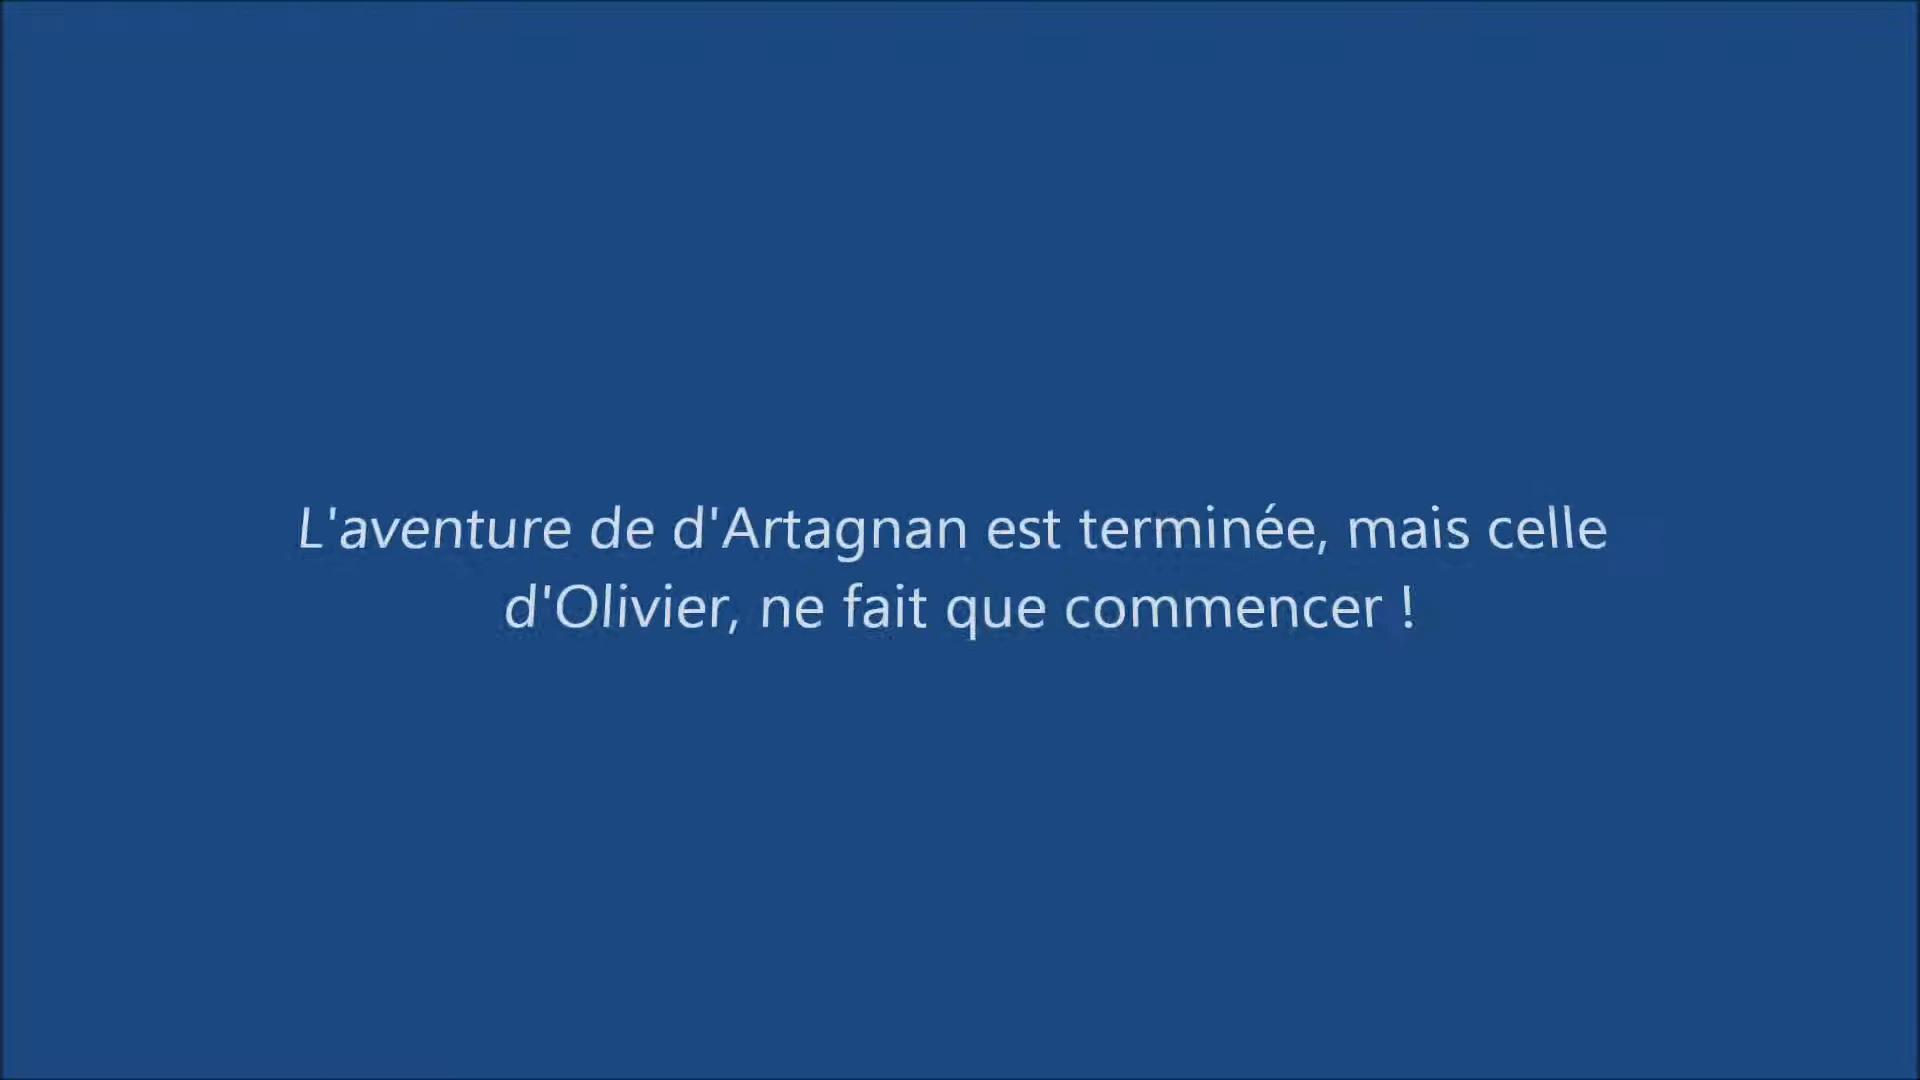 L'aventure de d'Artagnan est terminée, mais celle
d'Olivier, ne fait que commencer !